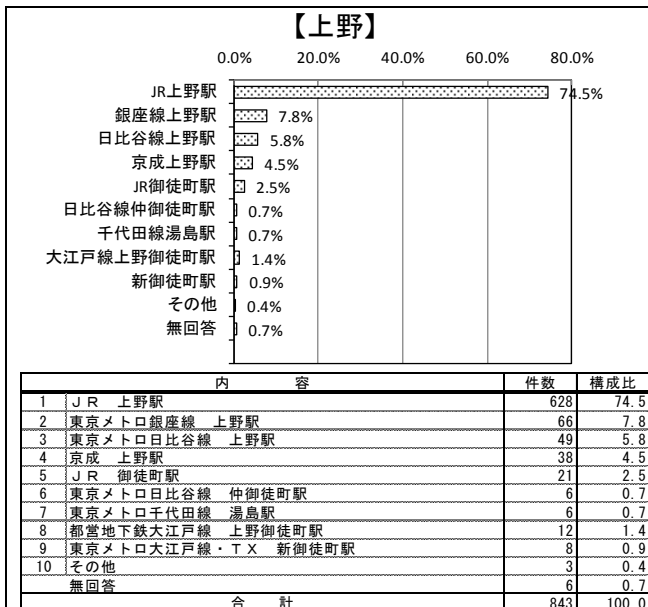 【上野】
0.0% 20.0% 40.0% 60.0% 80.0%
JR上野駅 74.5%
銀座線上野駅 7.8%
日比谷線上野駅 5.8%
京成上野駅 4.5%
JR御徒町駅 2.5%
日比谷線仲御徒町駅 0.7%
千代田線湯島駅 0.7%
大江戸線上野御徒町駅 1.4%
新御徒町駅 0.9%
その他 0.4%
無回答 0.7%
内 容 件数 構成比
1 ＪＲ 上野駅 628 74.5
2 東京メトロ銀座線 上野駅 66 7.8
3 東京メトロ日比谷線 上野駅 49 5.8
4 京成 上野駅 38 4.5
5 ＪＲ 御徒町駅 21 2.5
6 東京メトロ日比谷線 仲御徒町駅 6 0.7
7 東京メトロ千代田線 湯島駅 6 0.7
8 都営地下鉄大江戸線 上野御徒町駅 12 1.4
9 東京メトロ大江戸線・ＴＸ 新御徒町駅 8 0.9
10 その他 3 0.4
無回答 6 0.7
合 計 843 100.0